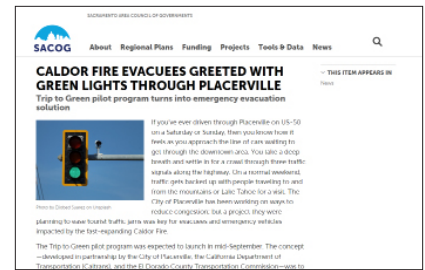 SACRAMENTO AREA COUNCIL OF GOVERNMENTS
SACOG
About Regional Plans Funding Projects Tools & Data News
CALDOR FIRE EVACUEES GREETED WITH
GREEN LIGHTS THROUGH PLACERVILLE
Trip to Green pilot program turns into emergency evacuation
solution
THIS ITEM APPEARS IN
News
If you've ever driven through Placerville on US-50
on a Saturday or Sunday, then you know how it
feels as you approach the line of cars waiting to
get through the downtown area. You take a deep
breath and settle in for a crawl through three traffic
signals along the highway. On a normal weekend,
traffic gets backed up with people traveling to and
from the mountains or Lake Tahoe for a visit. The
City of Placerville has been working on ways to
reduce congestion, but a project they were
Photo by on Unsplash
planning to ease tourist traffic jams was key for evacuees and emergency vehicles
impacted by the fast-expanding Caldor Fire.
The Trip to Green pilot program was expected to launch in mid-September. The concept
—developed in partnership by the City of Placerville, the California Department of
Transportation (Caltrans), and the El Dorado County Transportation Commission—was to